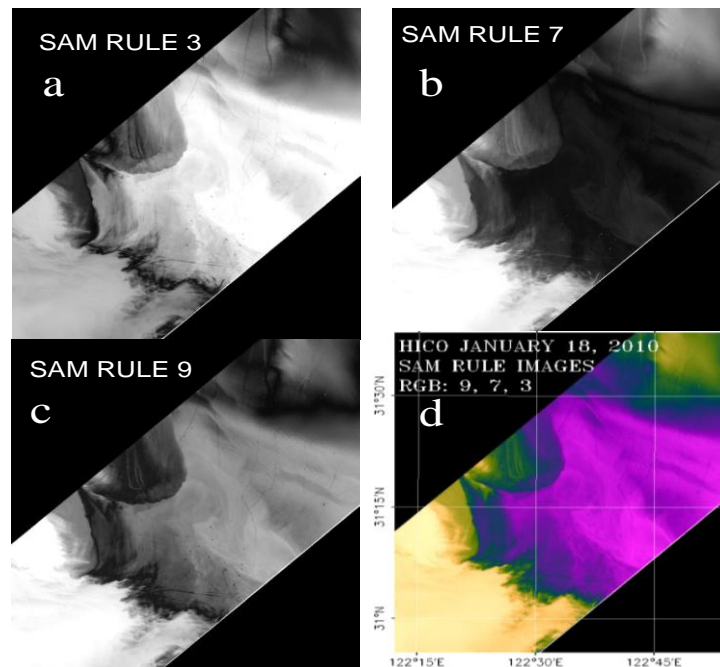 SAM RULE 3
a
SAM RULE 7
b
SAM RULE 9
c
HICO JANUARY 18, 2010
SAM RULE IMAGES
RGB: 9, 7, 3
d
31°30'N
31°15'N
31°N
122°15'E
122°30'E
122°45'E